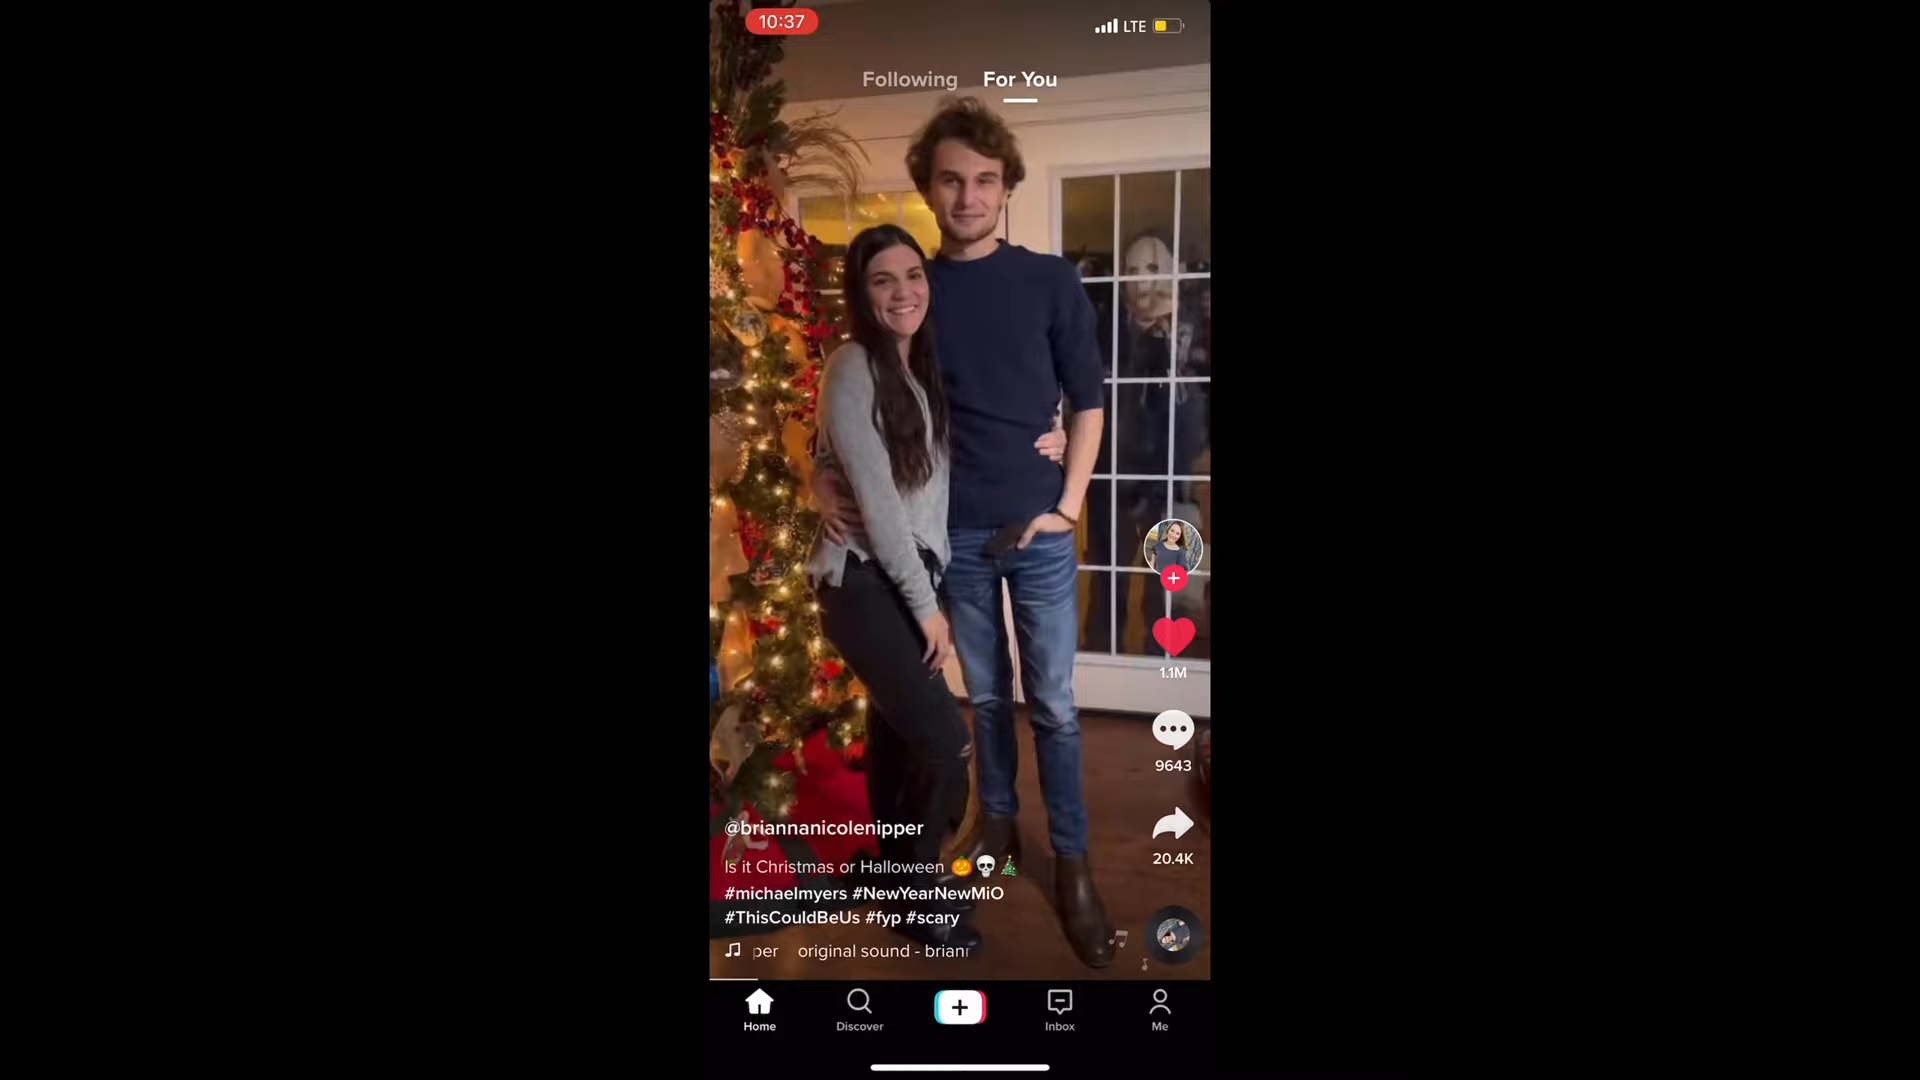 10:37
LTE
Following For You
1.1M
9643
20.4K
@briannanicolenipper
Is it Christmas or Halloween 🎃💀🎄
#michaelmyers #NewYearNewMiO
#ThisCouldBeUs #fyp #scary
per original sound - brian
Home Discover Inbox Me